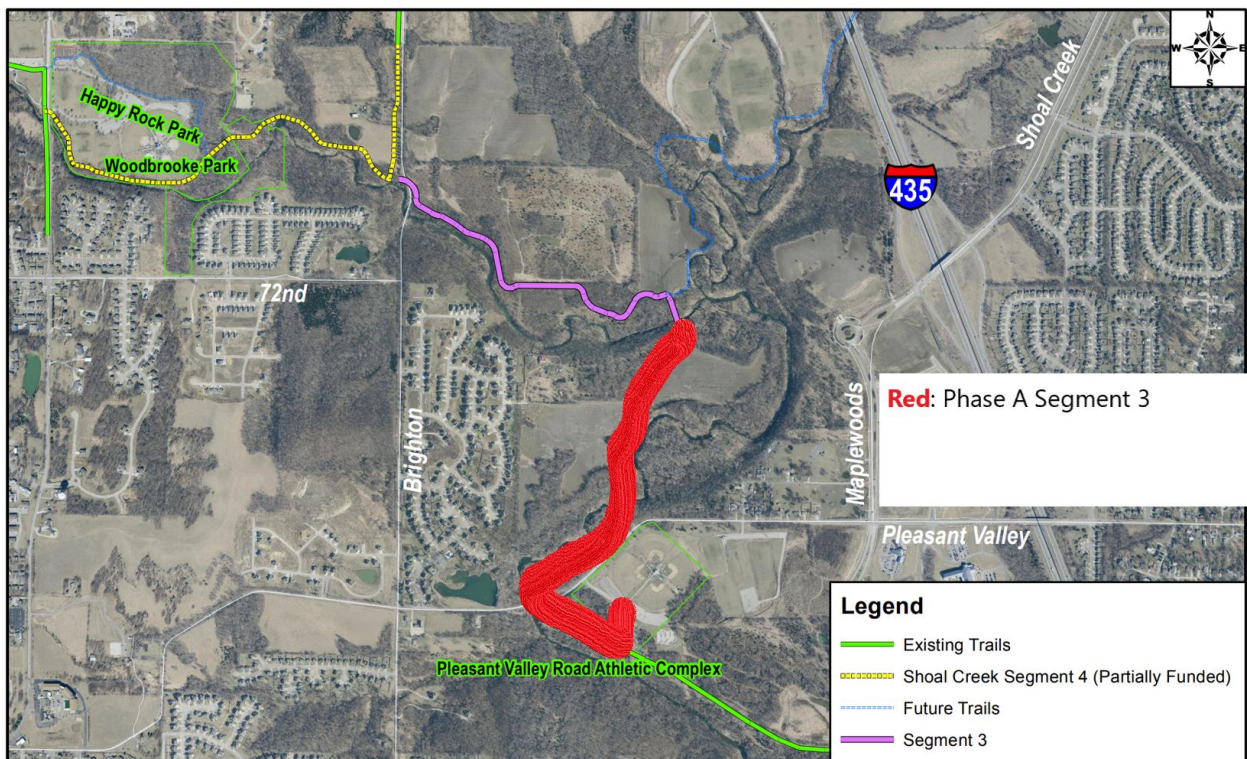 N
W E
S
Happy Rock Park
Woodbrooke Park
Shoal Creek
435
72nd
Brighton
Maplewoods
Red: Phase A Segment 3
Pleasant Valley
Pleasant Valley Road Athletic Complex
Legend
Existing Trails
Shoal Creek Segment 4 (Partially Funded)
Future Trails
Segment 3